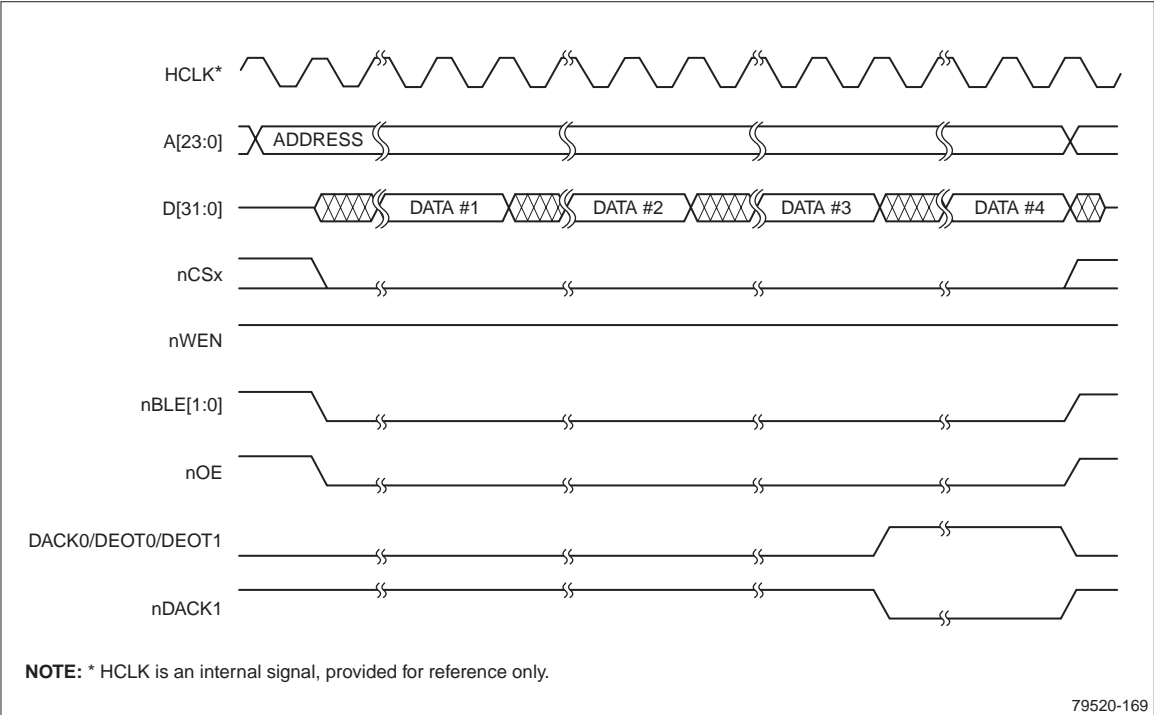 HCLK*
A[23:0] ADDRESS
D[31:0] DATA #1 DATA #2 DATA #3 DATA #4
nCSx
nWEN
nBLE[1:0]
nOE
DACK0/DEOT0/DEOT1
nDACK1
NOTE: * HCLK is an internal signal, provided for reference only.
79520-169